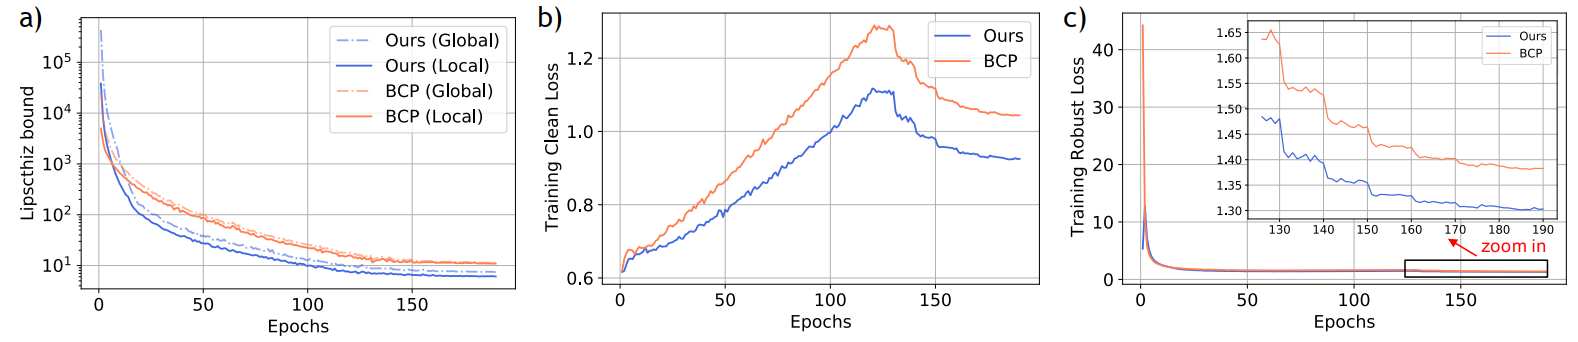 a)
Lipscthiz bound
10^5
10^4
10^3
10^2
10^1
Ours (Global)
Ours (Local)
BCP (Global)
BCP (Local)
0 50 100 150
Epochs
b)
Training Clean Loss
1.2
1.0
0.8
0.6
Ours
BCP
0 50 100 150
Epochs
c)
Training Robust Loss
40
30
20
10
0
1.65
1.60
1.55
1.50
1.45
1.40
1.35
1.30
Ours
BCP
130 140 150 160 170 180 190
zoom in
0 50 100 150
Epochs